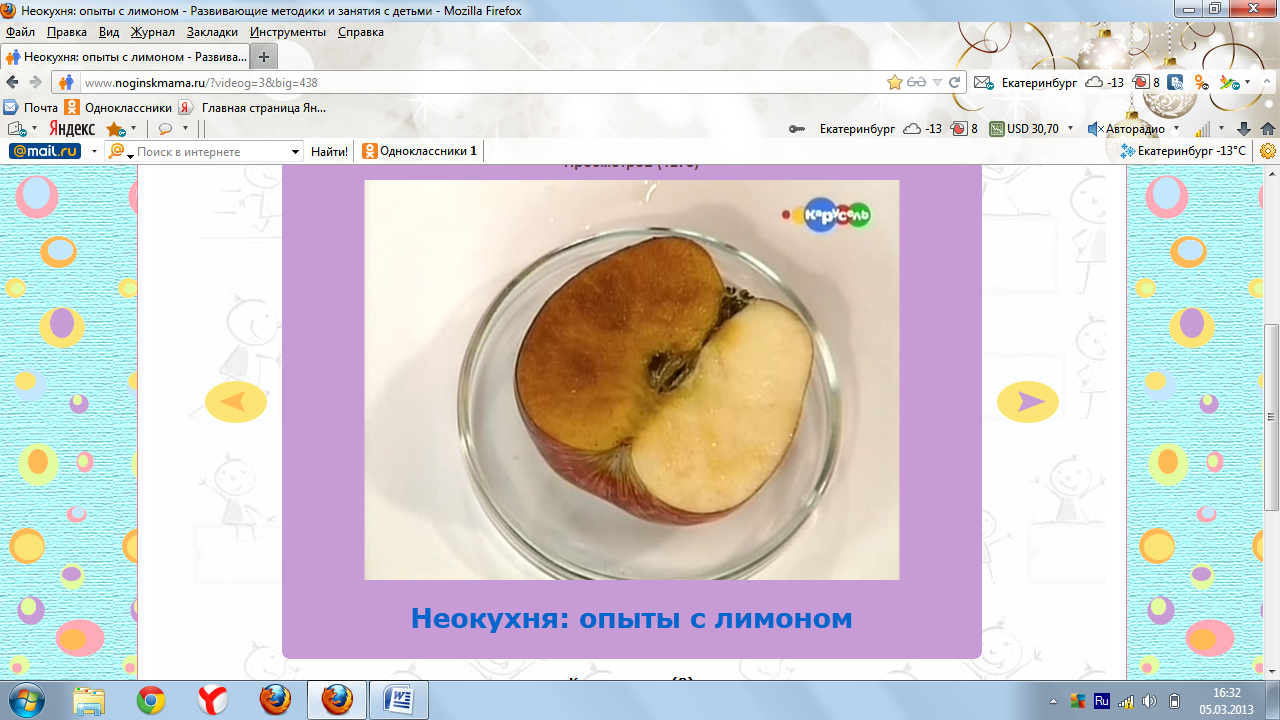 Неокухня: опыты с лимоном - Развивающие методики и занятия с детьми - Mozilla Firefox
Файл Правка Вид Журнал Закладки Инструменты Справка
Неокухня: опыты с лимоном - Развива...
www.noginskmama.ru/?videog=3&big=438
Екатеринбург -13 8
Почта Одноклассники Я Главная страница Ян...
Яндекс
Екатеринбург -13 8 USD 30,70 Авторадио
@mail.ru Поиск в интернете Найти! Одноклассники 1 Екатеринбург -13°C
карусель
Неокухня: опыты с лимоном
Ru
16:32
05.03.2013